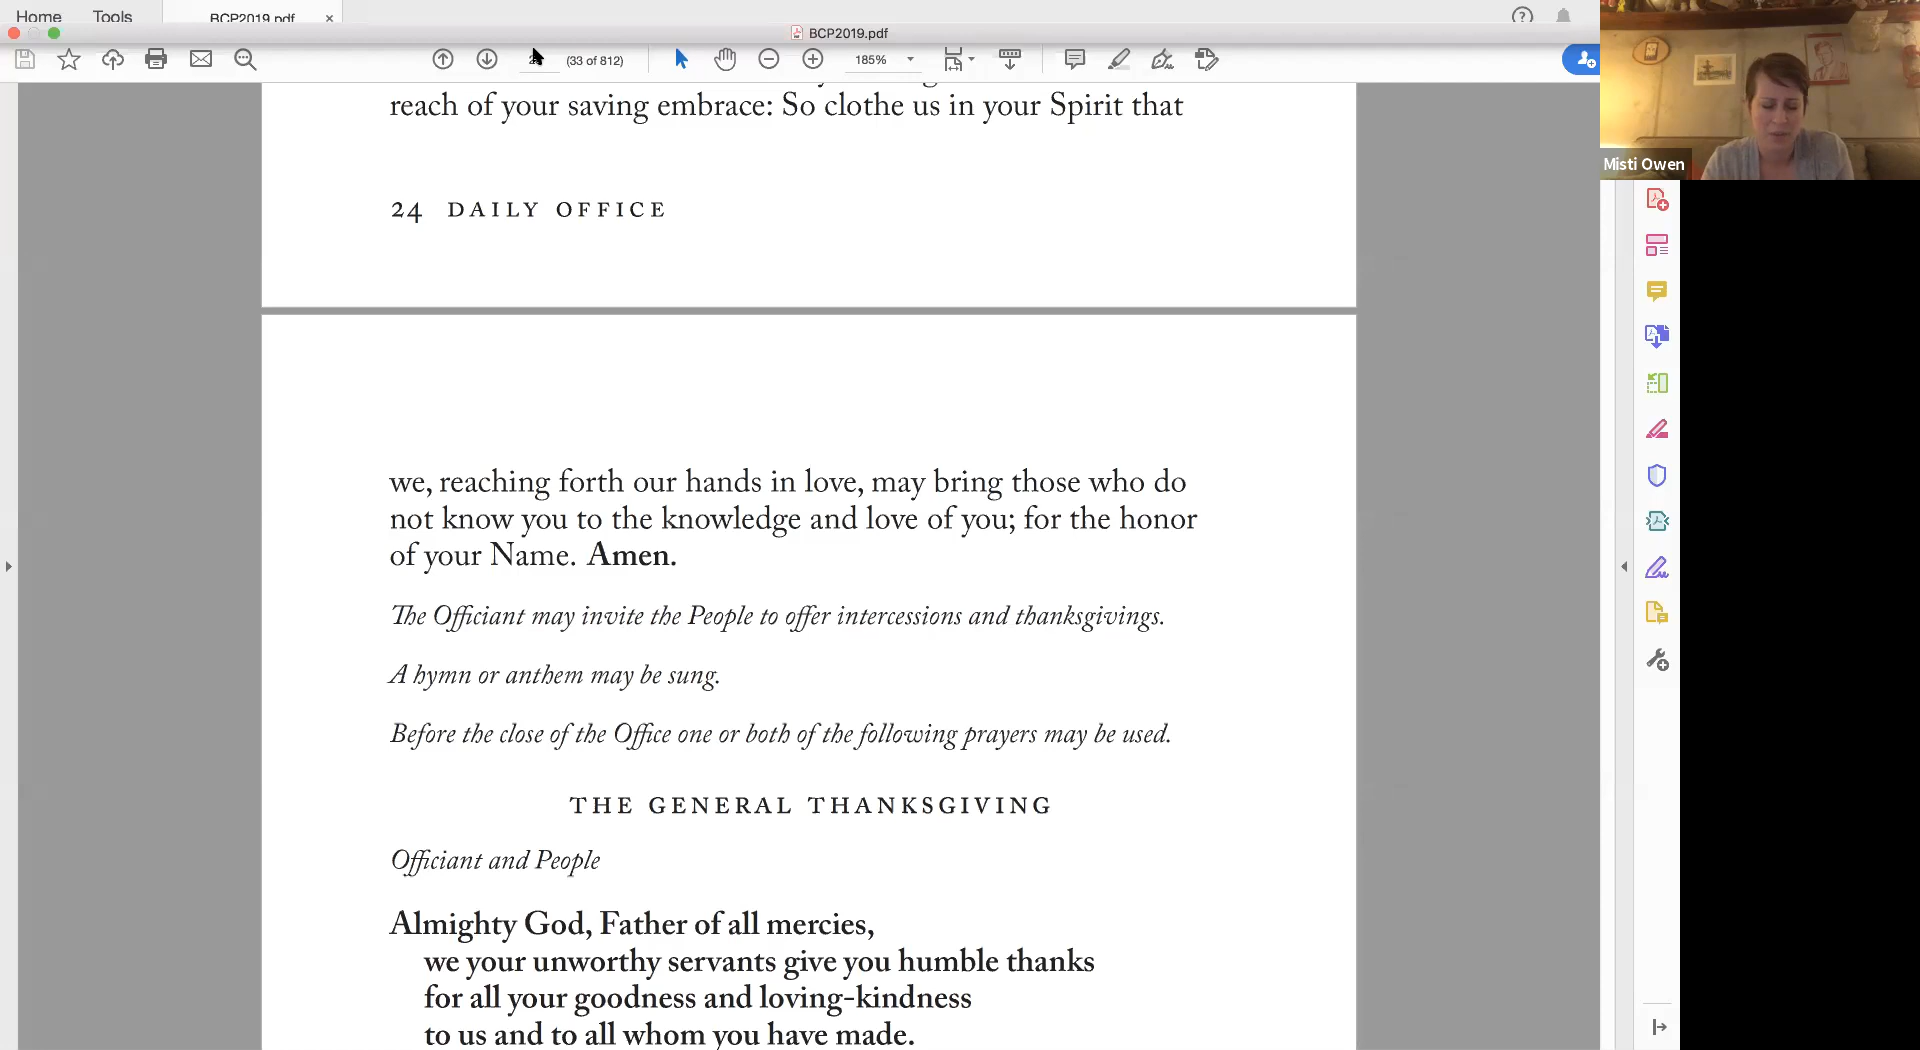 Home Tools BCP2019.pdf ×
BCP2019.pdf
(33 of 812) 185%
reach of your saving embrace: So clothe us in your Spirit that
24 DAILY OFFICE
we, reaching forth our hands in love, may bring those who do
not know you to the knowledge and love of you; for the honor
of your Name. Amen.
The Officiant may invite the People to offer intercessions and thanksgivings.
A hymn or anthem may be sung.
Before the close of the Office one or both of the following prayers may be used.
THE GENERAL THANKSGIVING
Officiant and People
Almighty God, Father of all mercies,
we your unworthy servants give you humble thanks
for all your goodness and loving-kindness
to us and to all whom you have made.
Misti Owen